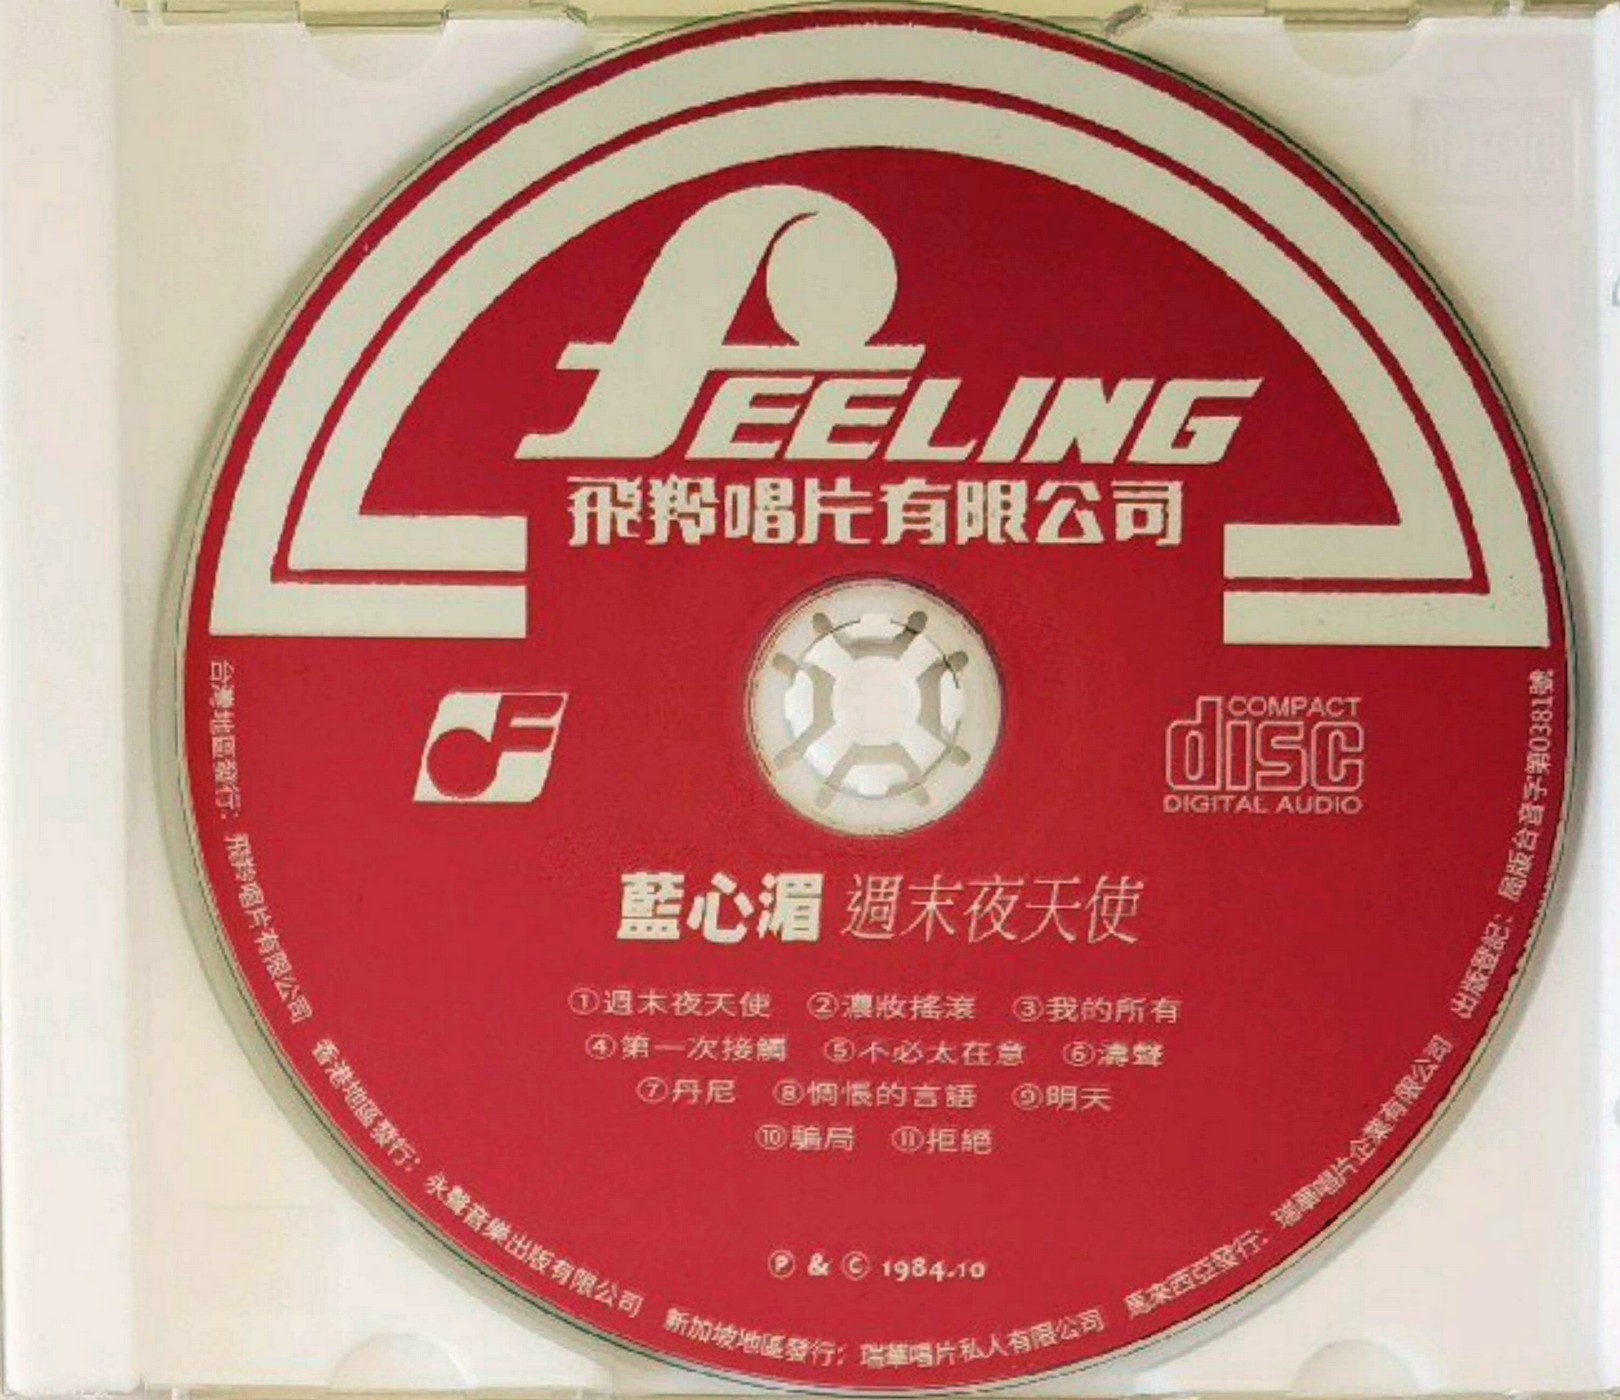 FEELING
飛羚唱片有限公司
COMPACT
disc
DIGITAL AUDIO
藍心湄 週末夜天使
①週末夜天使 ②濃妝搖滾 ③我的所有
④第一次接觸 ⑤不必太在意 ⑥濤聲
⑦丹尼 ⑧惆悵的言語 ⑨明天
⑩騙局 ⑪拒絕
Ⓟ & Ⓒ 1984.10
台灣地區發行：飛羚唱片有限公司 香港地區發行：永聲音樂出版有限公司 新加坡地區發行：瑞華唱片私人有限公司 馬來西亞發行：瑞華唱片企業有限公司 出版登記：局版台音字第0381號